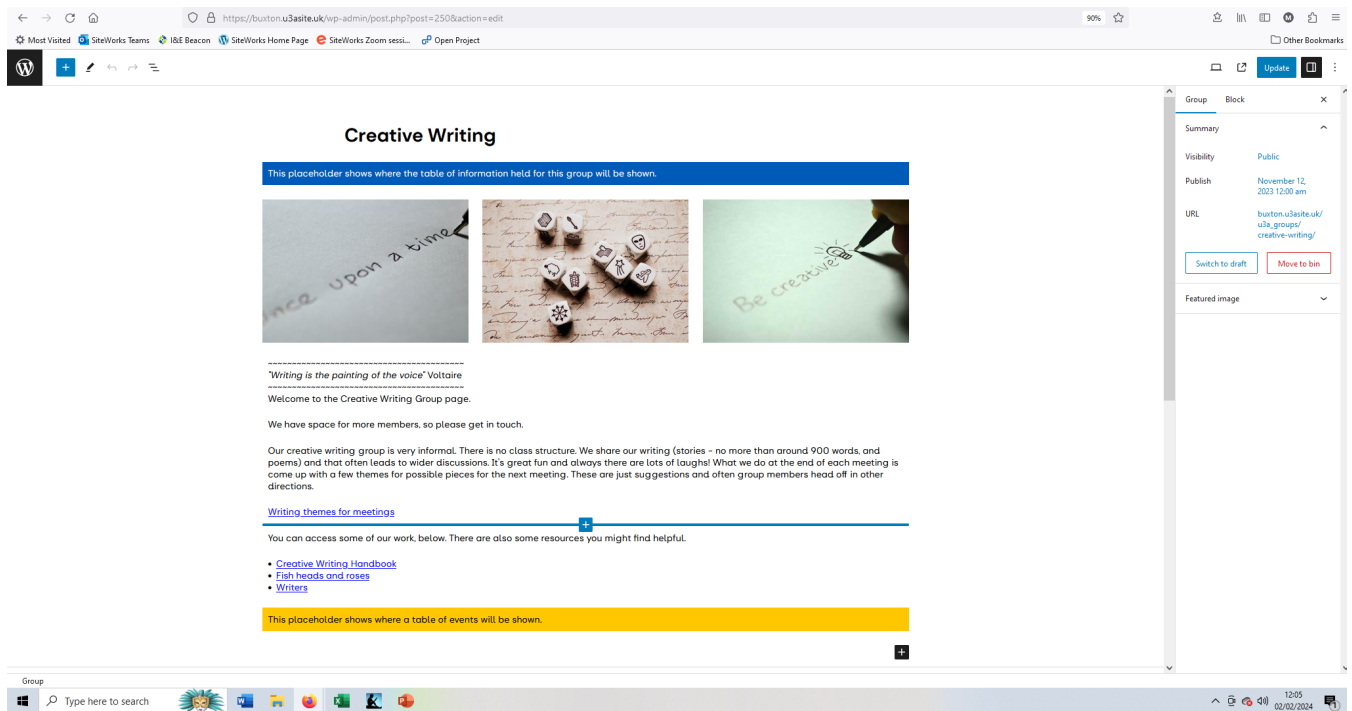 https://buxton.u3asite.uk/wp-admin/post.php?post=250&action=edit
90%
Most Visited
SiteWorks Teams
I&E Beacon
SiteWorks Home Page
SiteWorks Zoom sessi...
Open Project
Other Bookmarks
Update
Group
Block
Summary
Visibility
Public
Publish
November 12,
2023 12:00 am
URL
buxton.u3asite.uk/
u3a_groups/
creative-writing/
Switch to draft
Move to bin
Featured image
Creative Writing
This placeholder shows where the table of information held for this group will be shown.
once upon a time
Be creative
~~~~~~~~~~~~~~~~~~~~~~~~~~~~~~~~~~~~~~~~
"Writing is the painting of the voice" Voltaire
~~~~~~~~~~~~~~~~~~~~~~~~~~~~~~~~~~~~~~~~
Welcome to the Creative Writing Group page.
We have space for more members, so please get in touch.
Our creative writing group is very informal. There is no class structure. We share our writing (stories - no more than around 900 words, and
poems) and that often leads to wider discussions. It's great fun and always there are lots of laughs! What we do at the end of each meeting is
come up with a few themes for possible pieces for the next meeting. These are just suggestions and often group members head off in other
directions.
Writing themes for meetings
You can access some of our work, below. There are also some resources you might find helpful.
• Creative Writing Handbook
• Fish heads and roses
• Writers
This placeholder shows where a table of events will be shown.
Group
Type here to search
12:05
02/02/2024